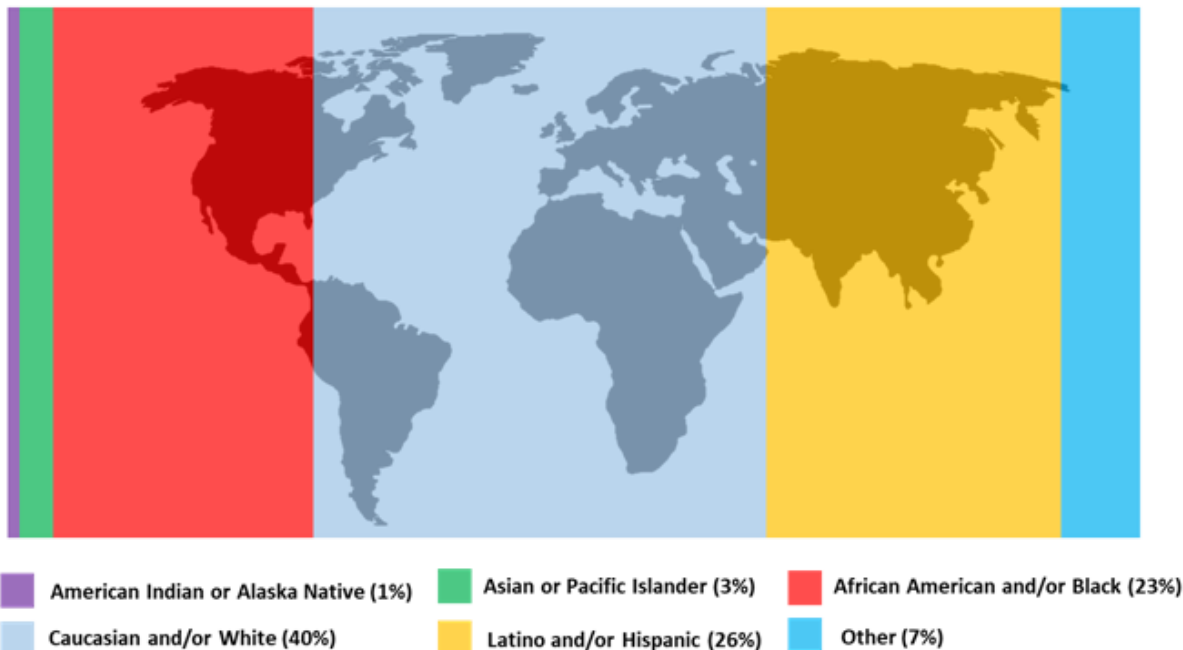 American Indian or Alaska Native (1%)
Asian or Pacific Islander (3%)
African American and/or Black (23%)
Caucasian and/or White (40%)
Latino and/or Hispanic (26%)
Other (7%)